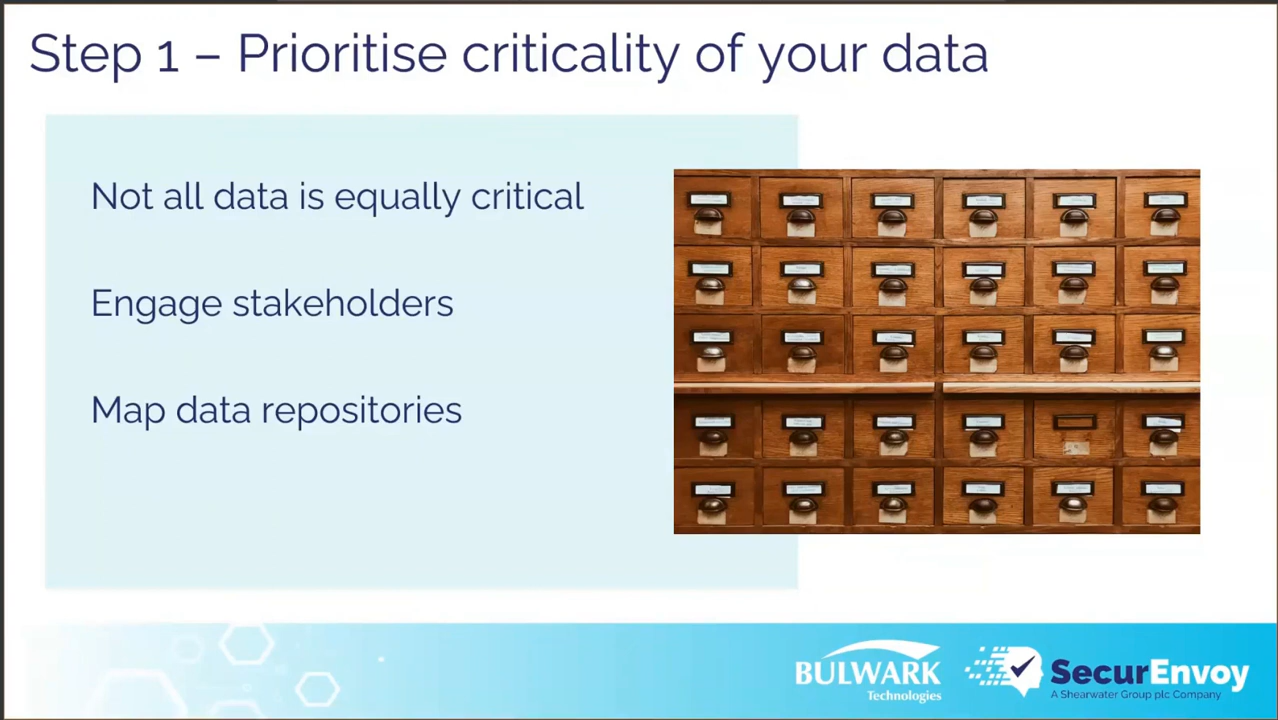 Step 1 – Prioritise criticality of your data
Not all data is equally critical
Engage stakeholders
Map data repositories
BULWARK
Technologies
SecurEnvoy
A Shearwater Group plc Company